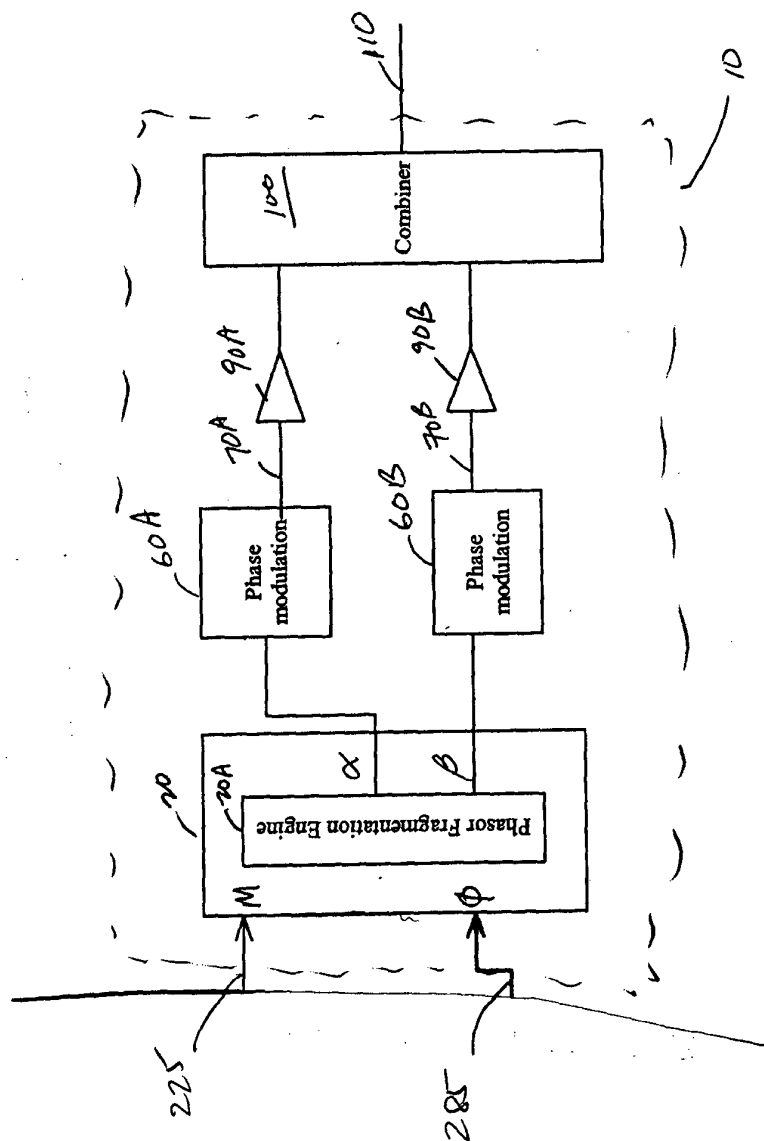 110
10
100
Combiner
90A
90B
70A
70B
60A
Phase
modulation
60B
Phase
modulation
20
20A
α
β
Phasor Fragmentation Engine
M
Φ
225
285